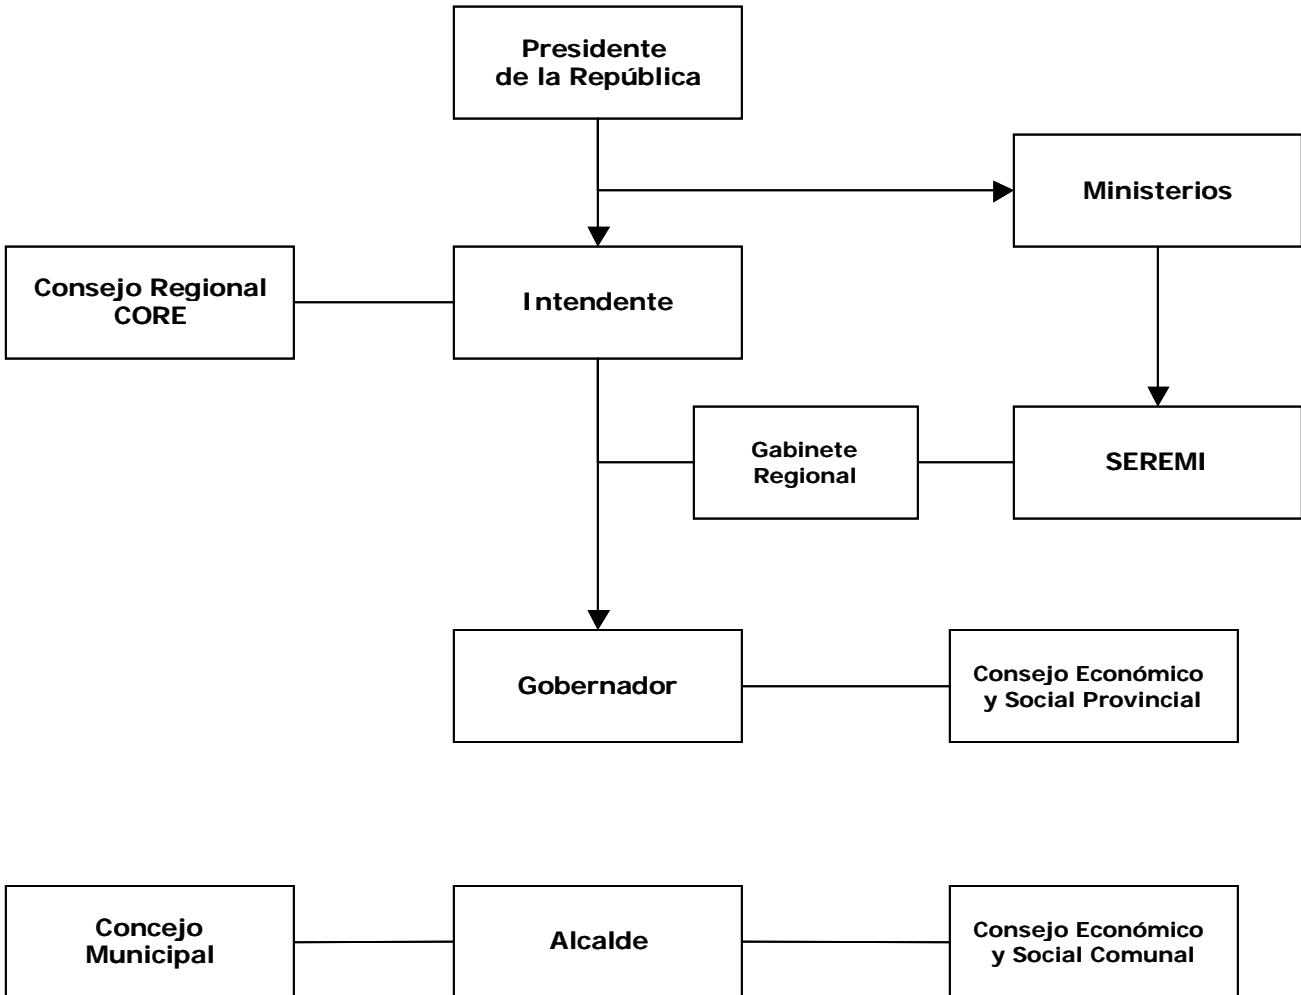 Presidente
de la República
Ministerios
Consejo Regional
CORE
Intendente
Gabinete
Regional
SEREMI
Gobernador
Consejo Económico
y Social Provincial
Concejo
Municipal
Alcalde
Consejo Económico
y Social Comunal